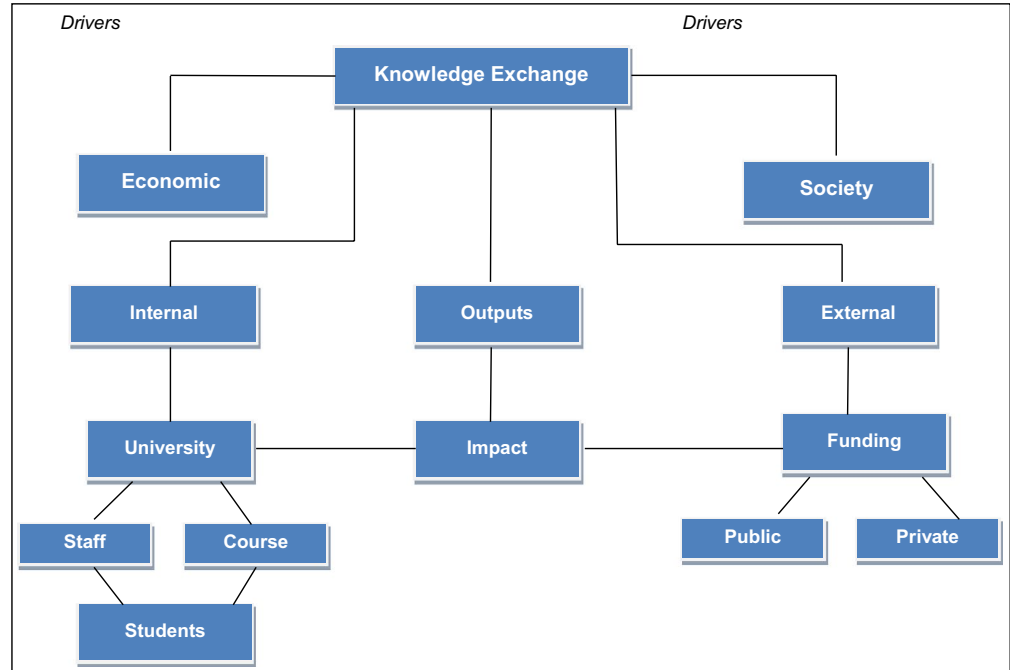 Drivers
Drivers
Knowledge Exchange
Economic
Society
Internal
Outputs
External
University
Impact
Funding
Staff
Course
Public
Private
Students